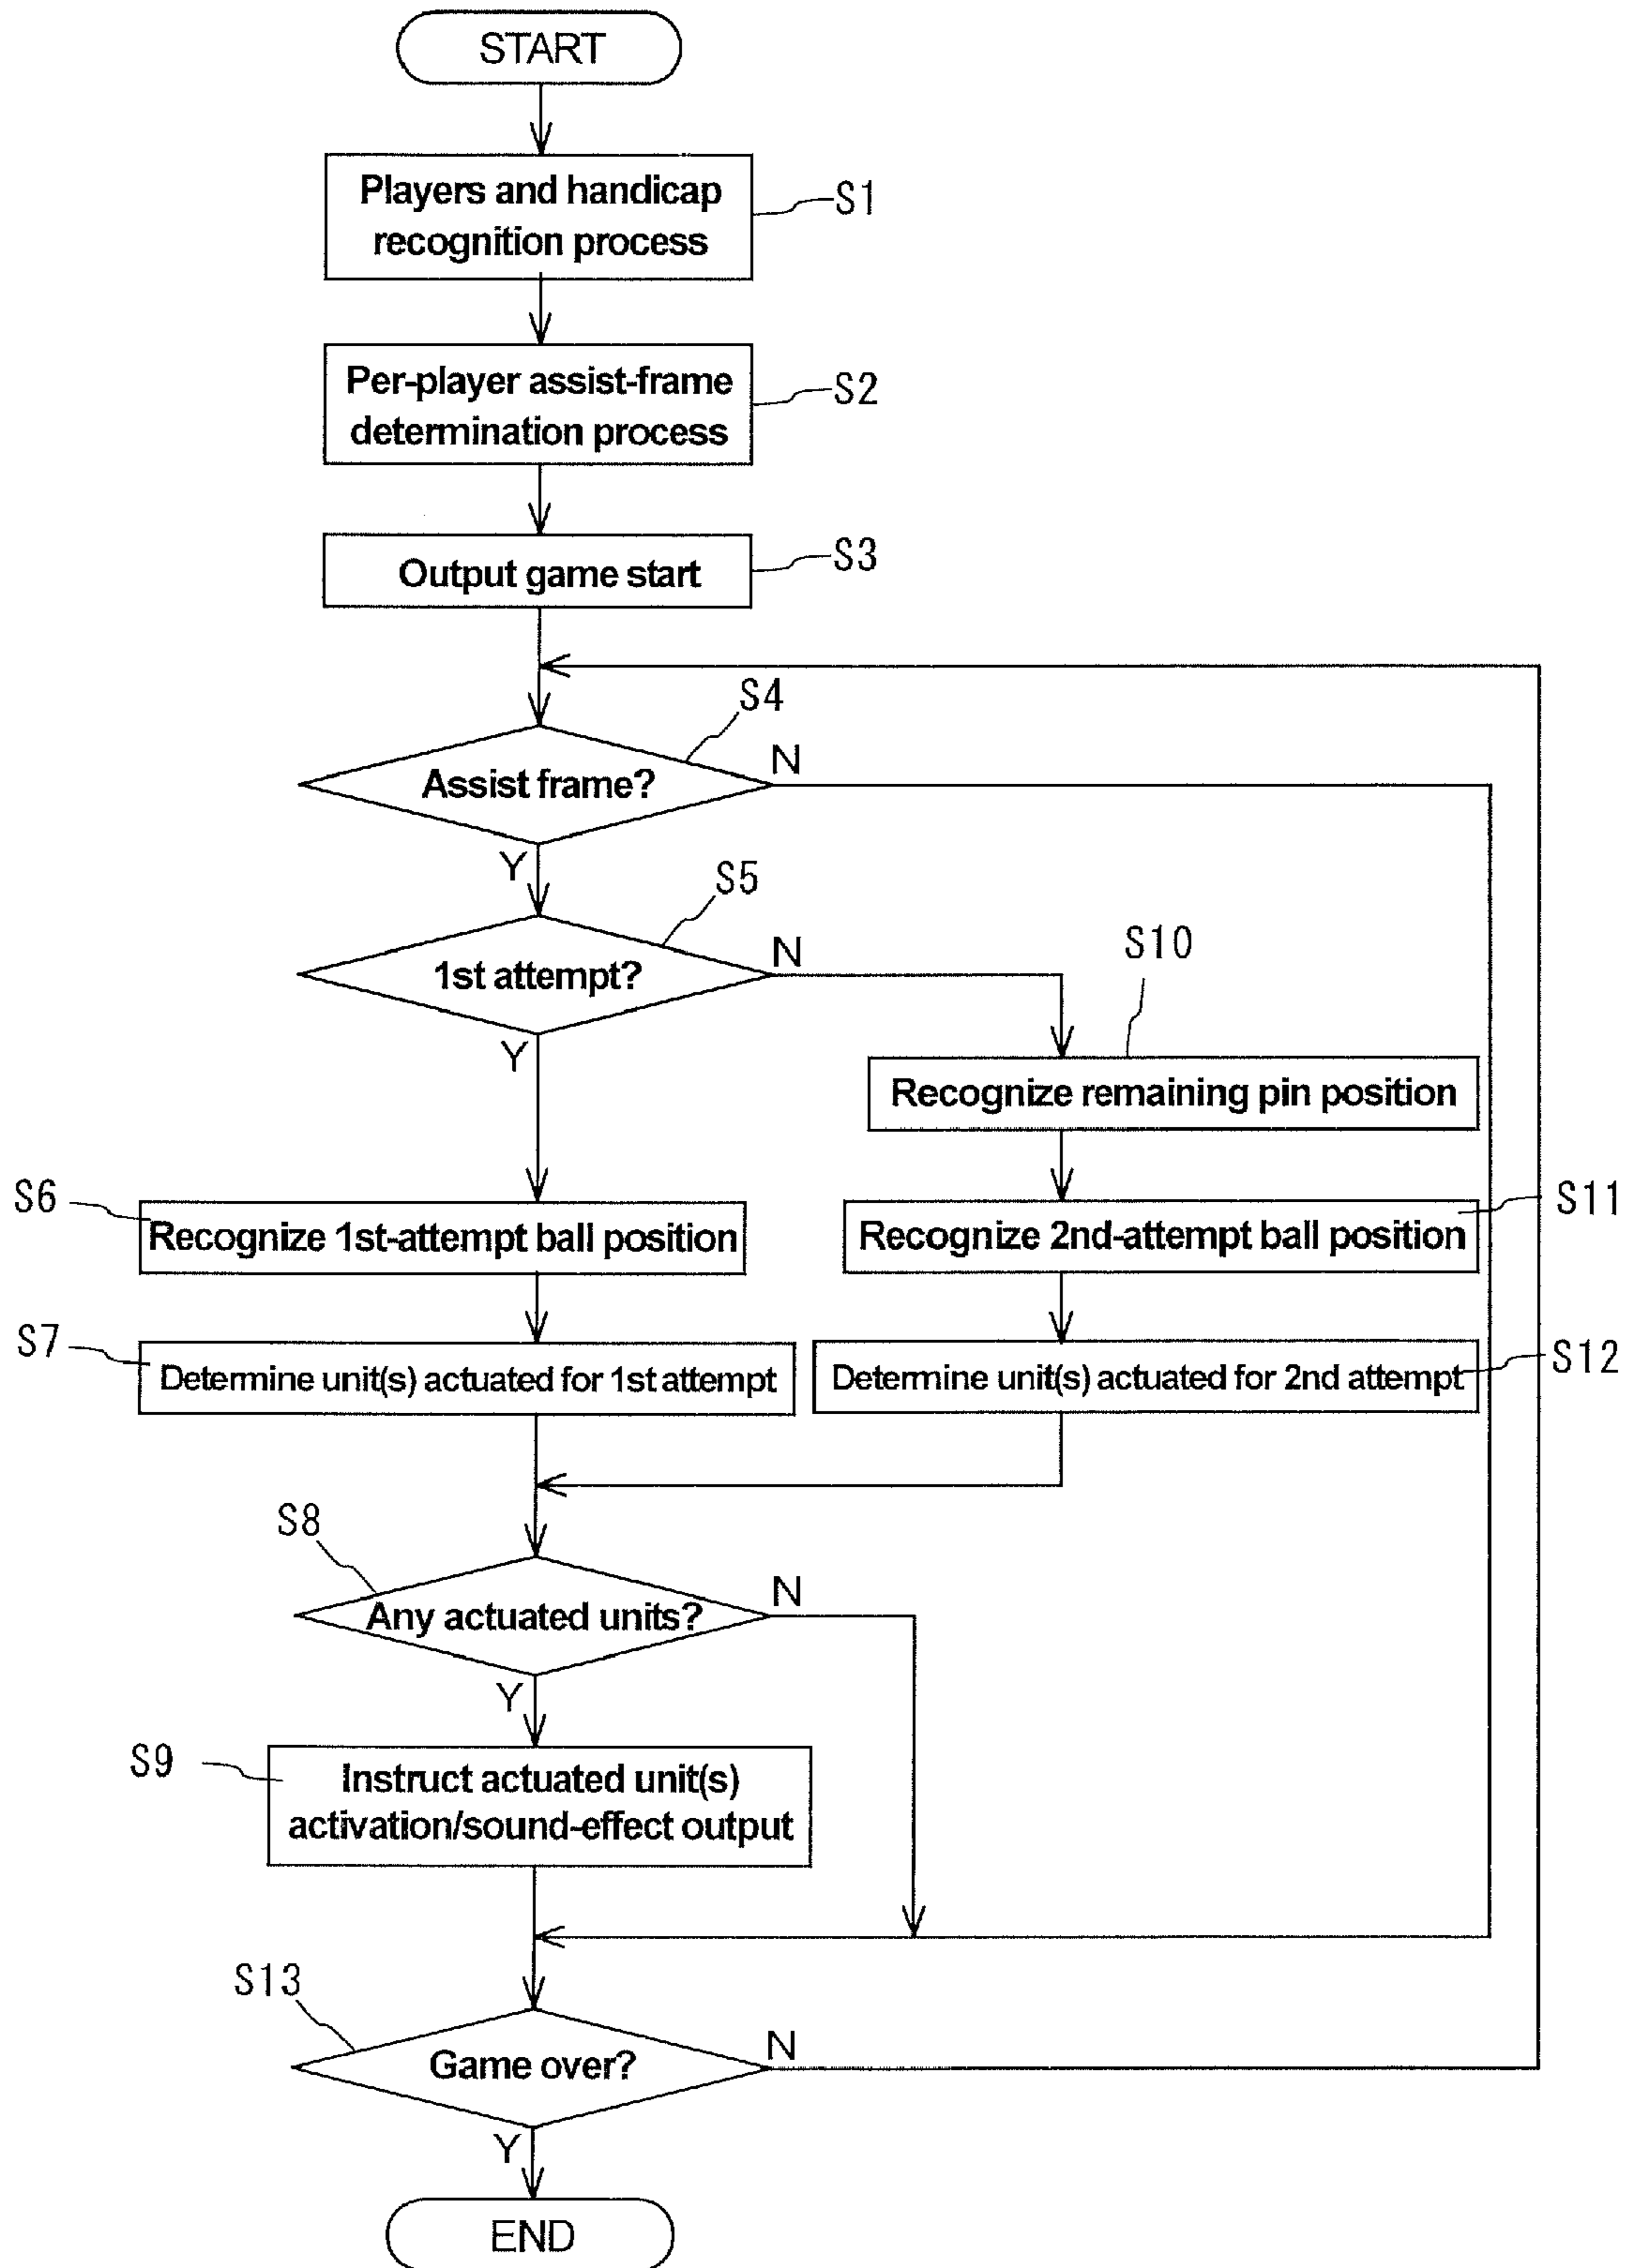 START
Players and handicap
recognition process
S1
Per-player assist-frame
determination process
S2
Output game start
S3
S4
Assist frame?
N
Y
S5
1st attempt?
N
Y
S10
Recognize remaining pin position
S6
Recognize 1st-attempt ball position
Recognize 2nd-attempt ball position
S11
S7
Determine unit(s) actuated for 1st attempt
Determine unit(s) actuated for 2nd attempt
S12
S8
Any actuated units?
N
Y
S9
Instruct actuated unit(s)
activation/sound-effect output
S13
Game over?
N
Y
END